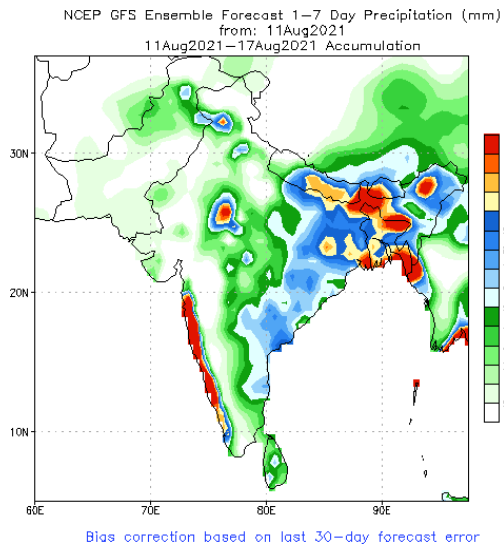 NCEP GFS Ensemble Forecast 1-7 Day Precipitation (mm)
from: 11Aug2021
11Aug2021-17Aug2021 Accumulation
30N
20N
10N
60E 70E 80E 90E
Bias correction based on last 30-day forecast error